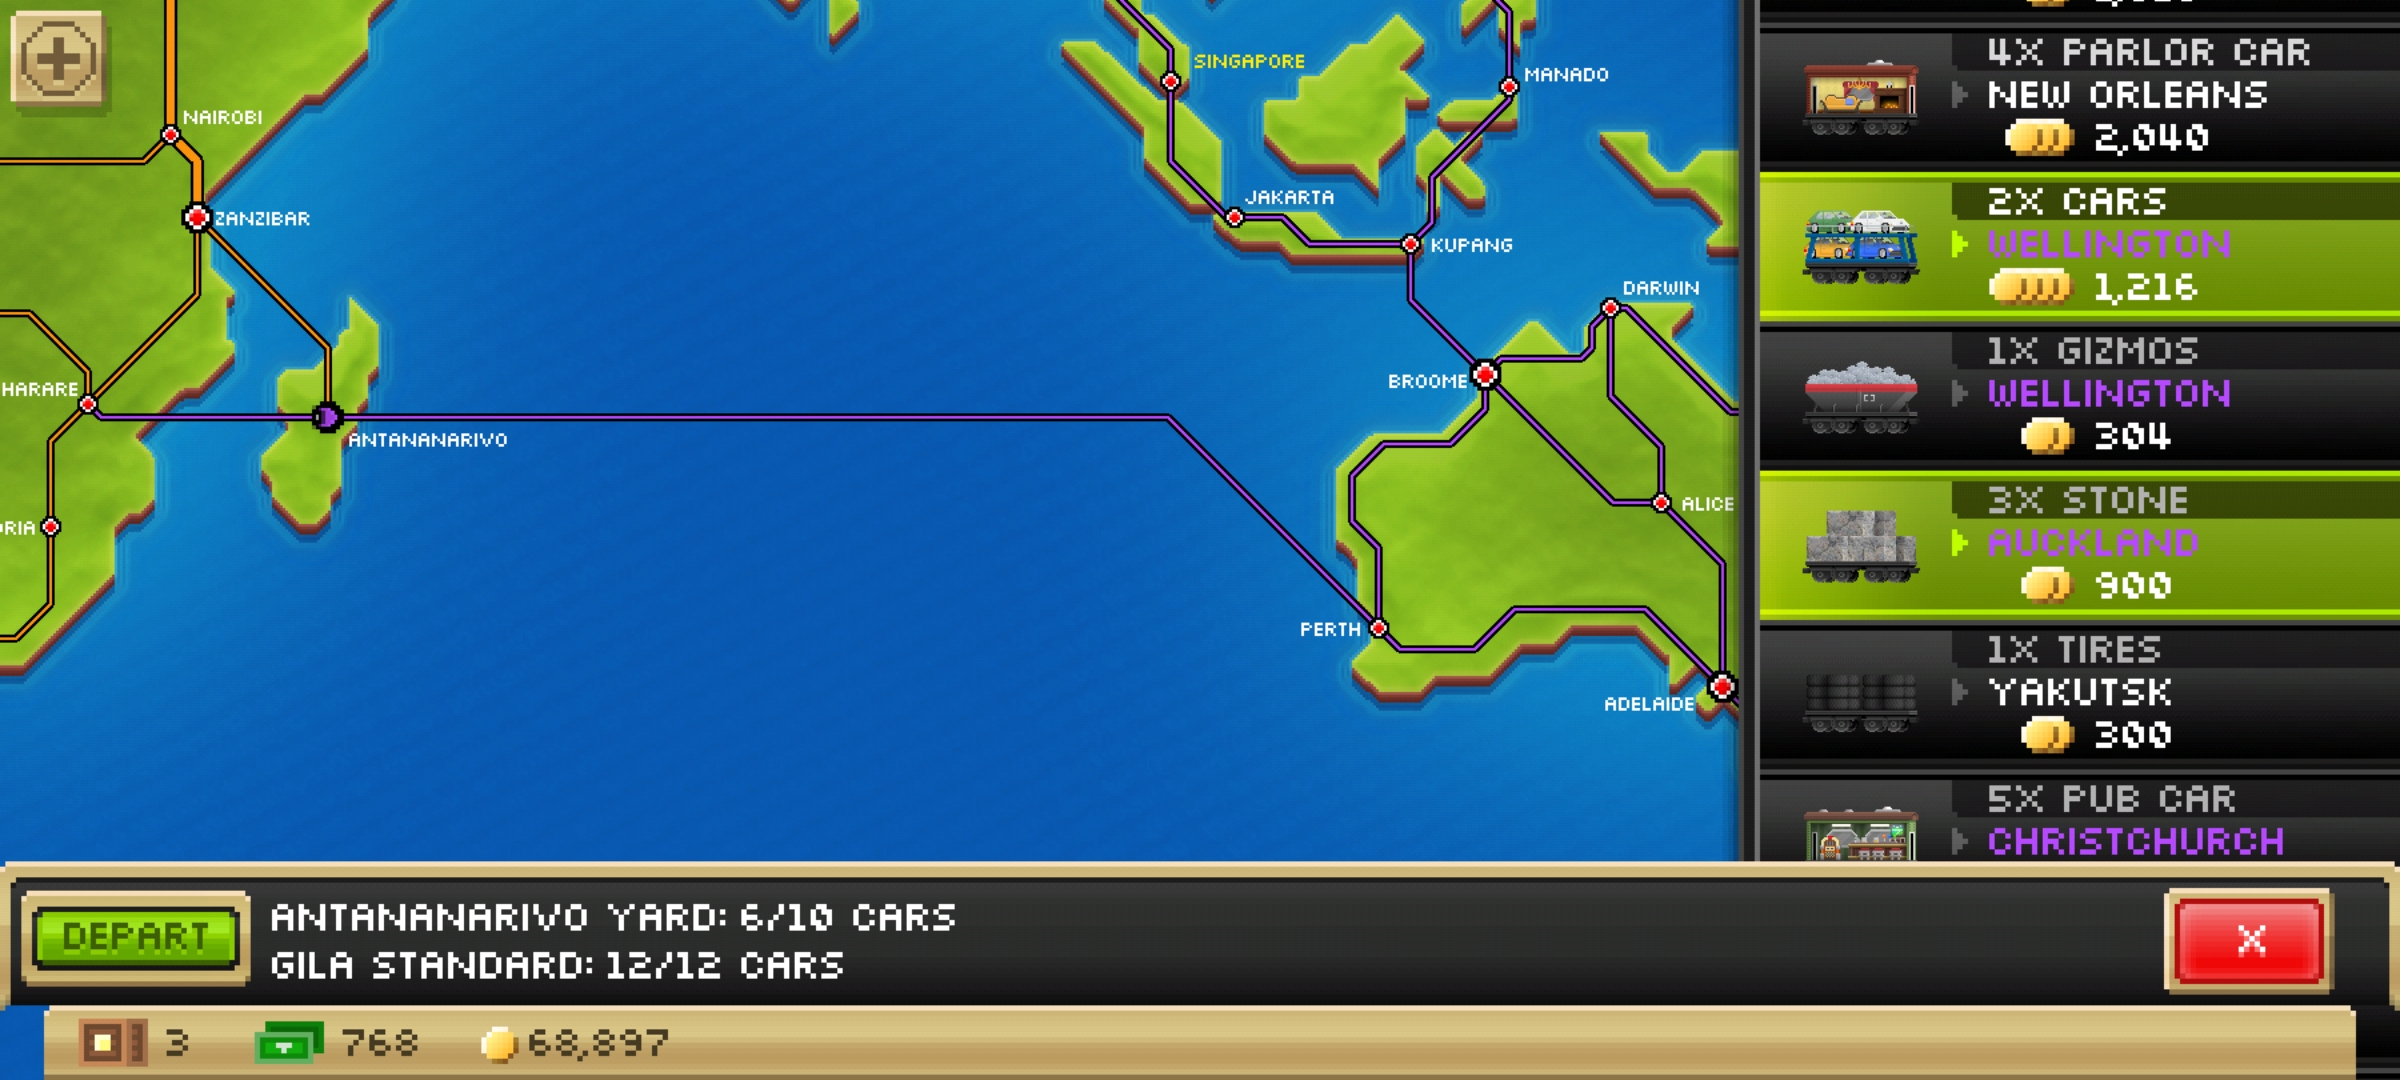 SINGAPORE
MANADO
NAIROBI
ZANZIBAR
JAKARTA
KUPANG
DARWIN
BROOME
HARARE
ANTANANARIVO
ALICE
RIA
PERTH
ADELAIDE
4X PARLOR CAR
NEW ORLEANS
2,040
2X CARS
WELLINGTON
1,216
1X GIZMOS
WELLINGTON
304
3X STONE
AUCKLAND
900
1X TIRES
YAKUTSK
300
5X PUB CAR
CHRISTCHURCH
DEPART
ANTANANARIVO YARD: 6/10 CARS
GILA STANDARD: 12/12 CARS
X
3
768
68,897